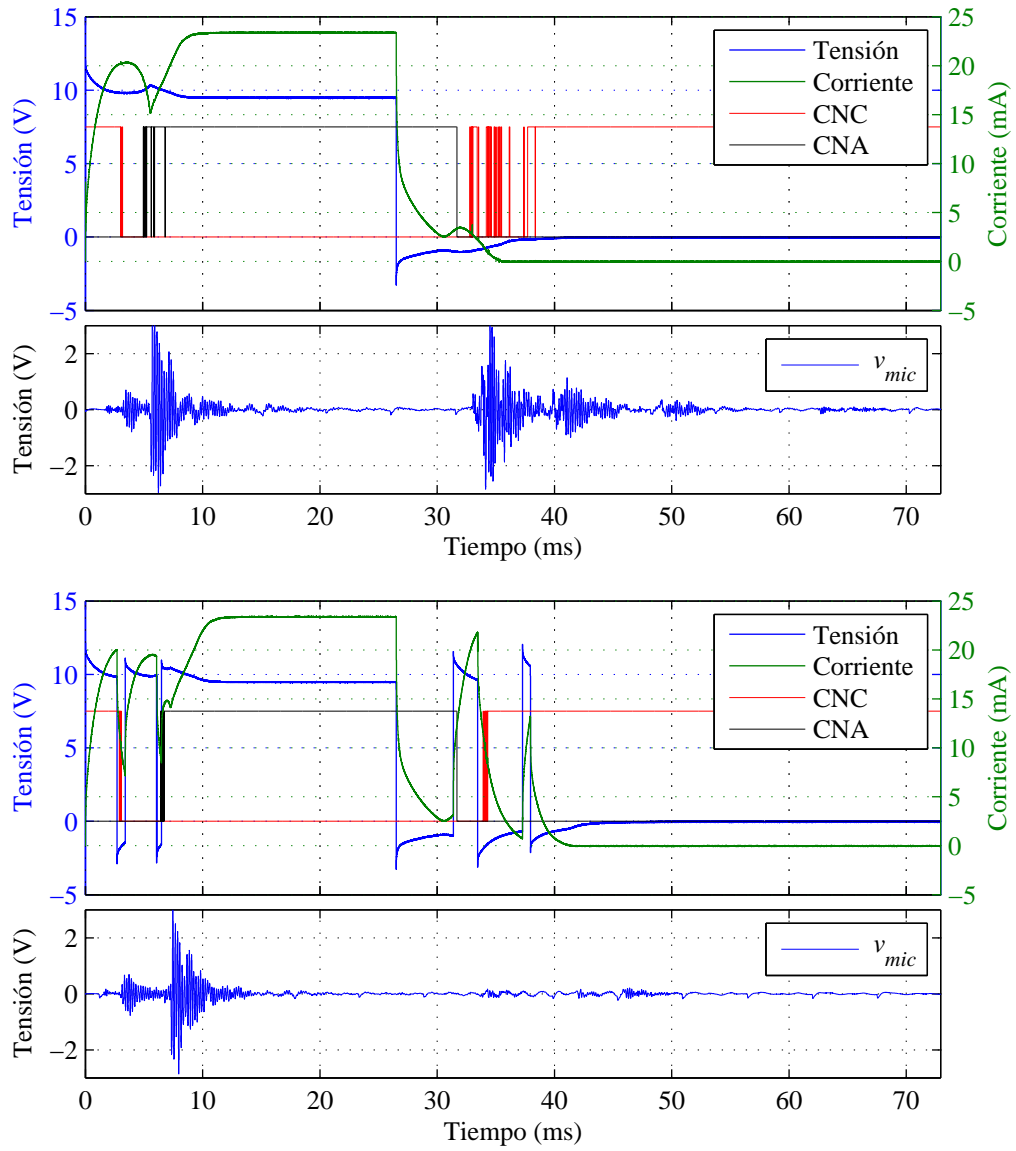 15
10
5
0
−5
Tensión (V)
25
20
15
10
5
0
−5
Corriente (mA)
Tensión
Corriente
CNC
CNA
2
0
−2
Tensión (V)
v_mic
0 10 20 30 40 50 60 70
Tiempo (ms)
15
10
5
0
−5
Tensión (V)
25
20
15
10
5
0
−5
Corriente (mA)
Tensión
Corriente
CNC
CNA
2
0
−2
Tensión (V)
v_mic
0 10 20 30 40 50 60 70
Tiempo (ms)